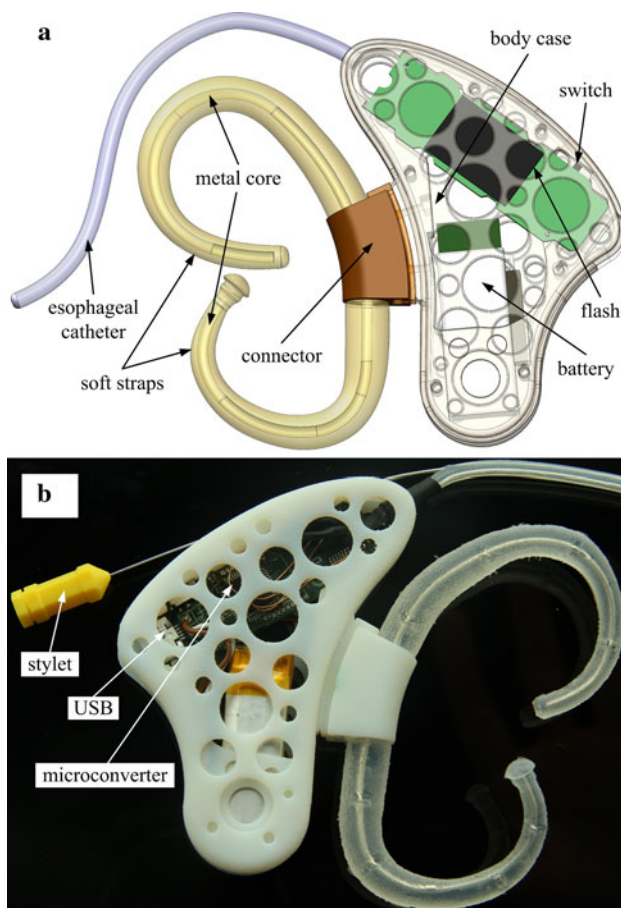 a
body case
switch
metal core
esophageal
catheter
connector
soft straps
flash
battery
b
stylet
USB
microconverter